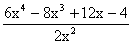 (6x⁴ − 8x³ + 12x − 4) / (2x²)